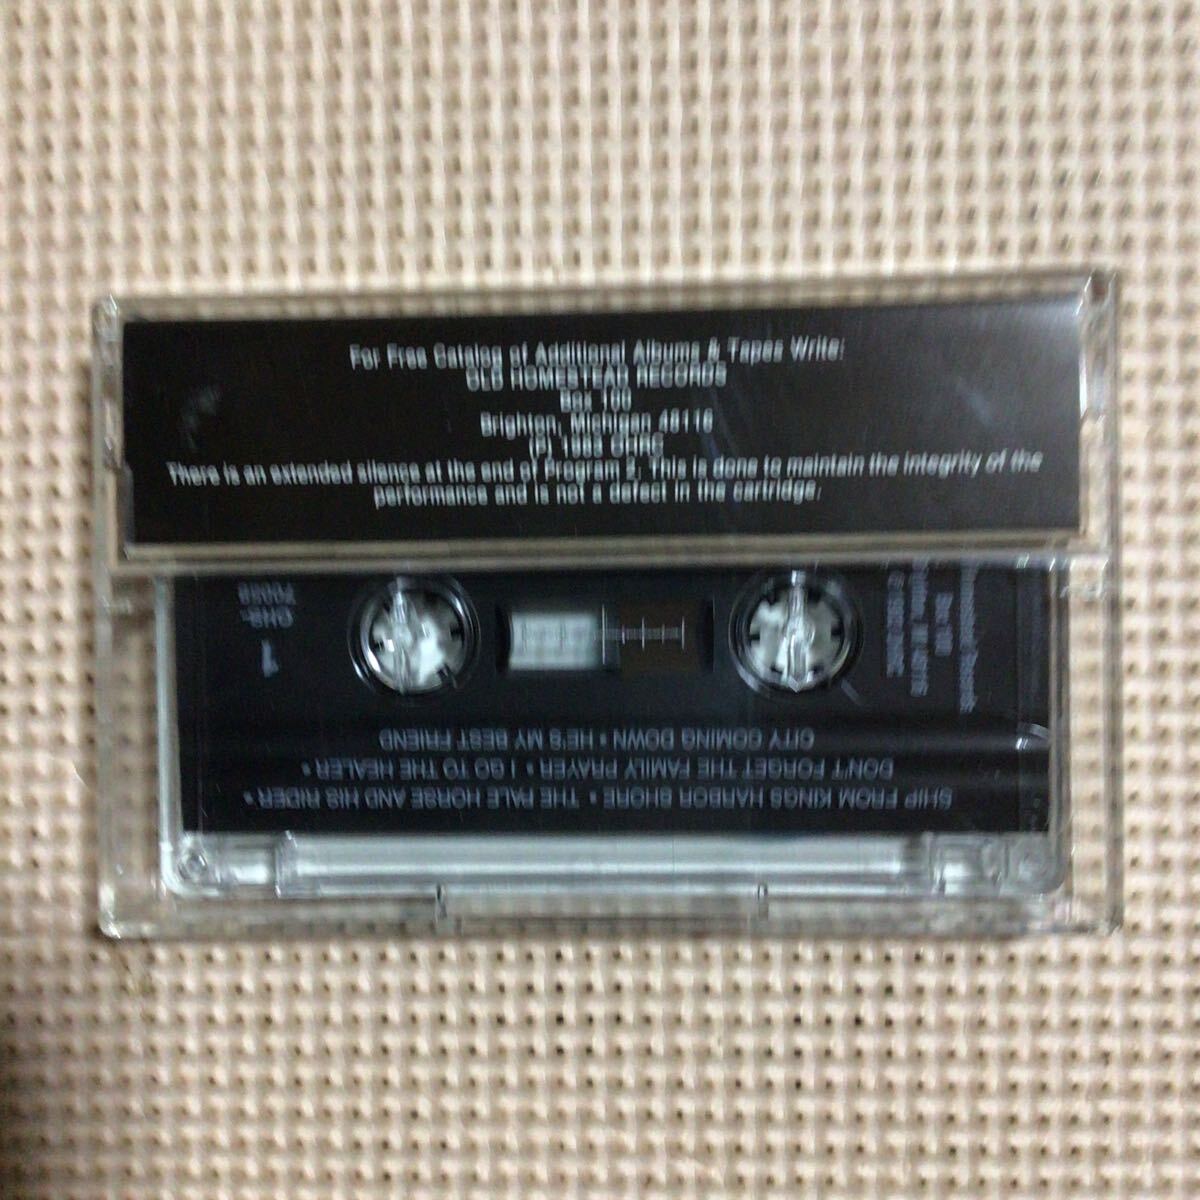 For Free Catalog of Additional Albums & Tapes Write:
OLD HOMESTEAD RECORDS
Box 100
Brighton, Michigan 48116
There is an extended silence at the end of Program 2. This is done to maintain the integrity of the
performance and is not a defect in the cartridge.
SHIP FROM KINGS HARBOR SHORE • THE PALE HORSE AND HIS RIDER •
DON'T FORGET THE FAMILY PRAYER • I GO TO THE HEALER •
CITY COMING DOWN • HE'S MY BEST FRIEND
1
OHS-